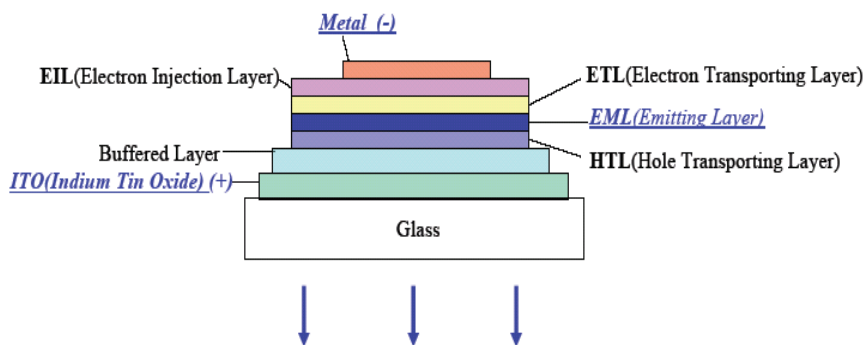 Metal (-)
EIL(Electron Injection Layer)
ETL(Electron Transporting Layer)
EML(Emitting Layer)
Buffered Layer
HTL(Hole Transporting Layer)
ITO(Indium Tin Oxide) (+)
Glass